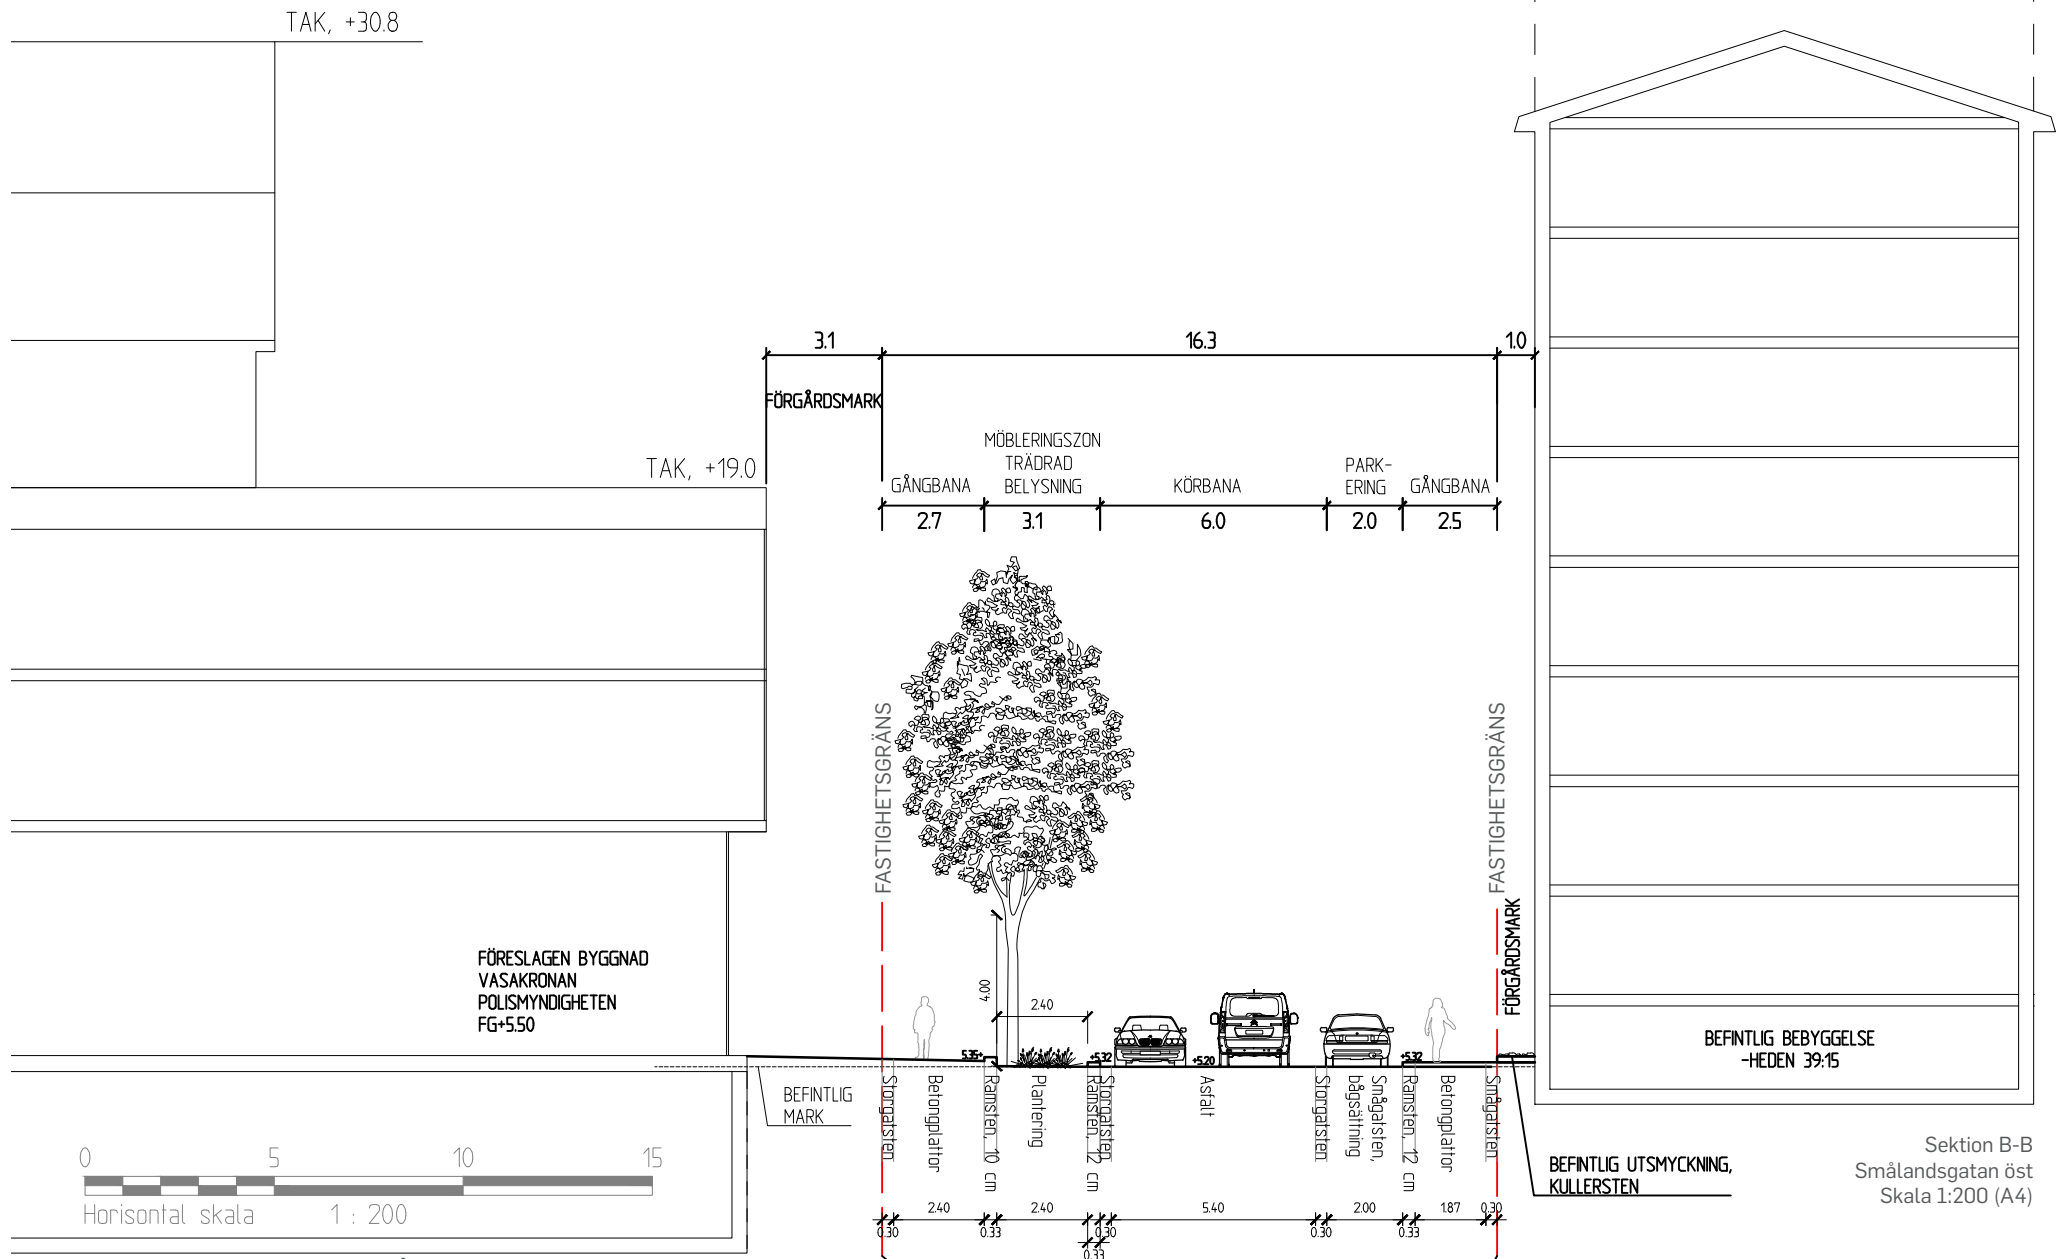 TAK, +30.8
3.1
16.3
1.0
FÖRGÅRDSMARK
TAK, +19.0
GÅNGBANA
2.7
MÖBLERINGSZON
TRÄDRAD
BELYSNING
3.1
KÖRBANA
6.0
PARK-
ERING
2.0
GÅNGBANA
2.5
FASTIGHETSGRÄNS
FASTIGHETSGRÄNS
FÖRGÅRDSMARK
FÖRESLAGEN BYGGNAD
VASAKRONAN
POLISMYNDIGHETEN
FG+5.50
4.00
2.40
5.35+
+5.32
+5.20
+5.32
BEFINTLIG BEBYGGELSE
-HEDEN 39:15
BEFINTLIG
MARK
Storgatsten
Betongplattor
Ramsten, 10 cm
Plantering
Ramsten, 12 cm
Storgatsten
Asfalt
Storgatsten
Smågatsten,
bågsättning
Ramsten, 12 cm
Betongplattor
Smågatsten
BEFINTLIG UTSMYCKNING,
KULLERSTEN
Sektion B-B
Smålandsgatan öst
Skala 1:200 (A4)
0 5 10 15
Horisontal skala 1 : 200
0.30
2.40
0.33
2.40
0.33
0.30
5.40
0.30
2.00
0.33
1.87
0.30